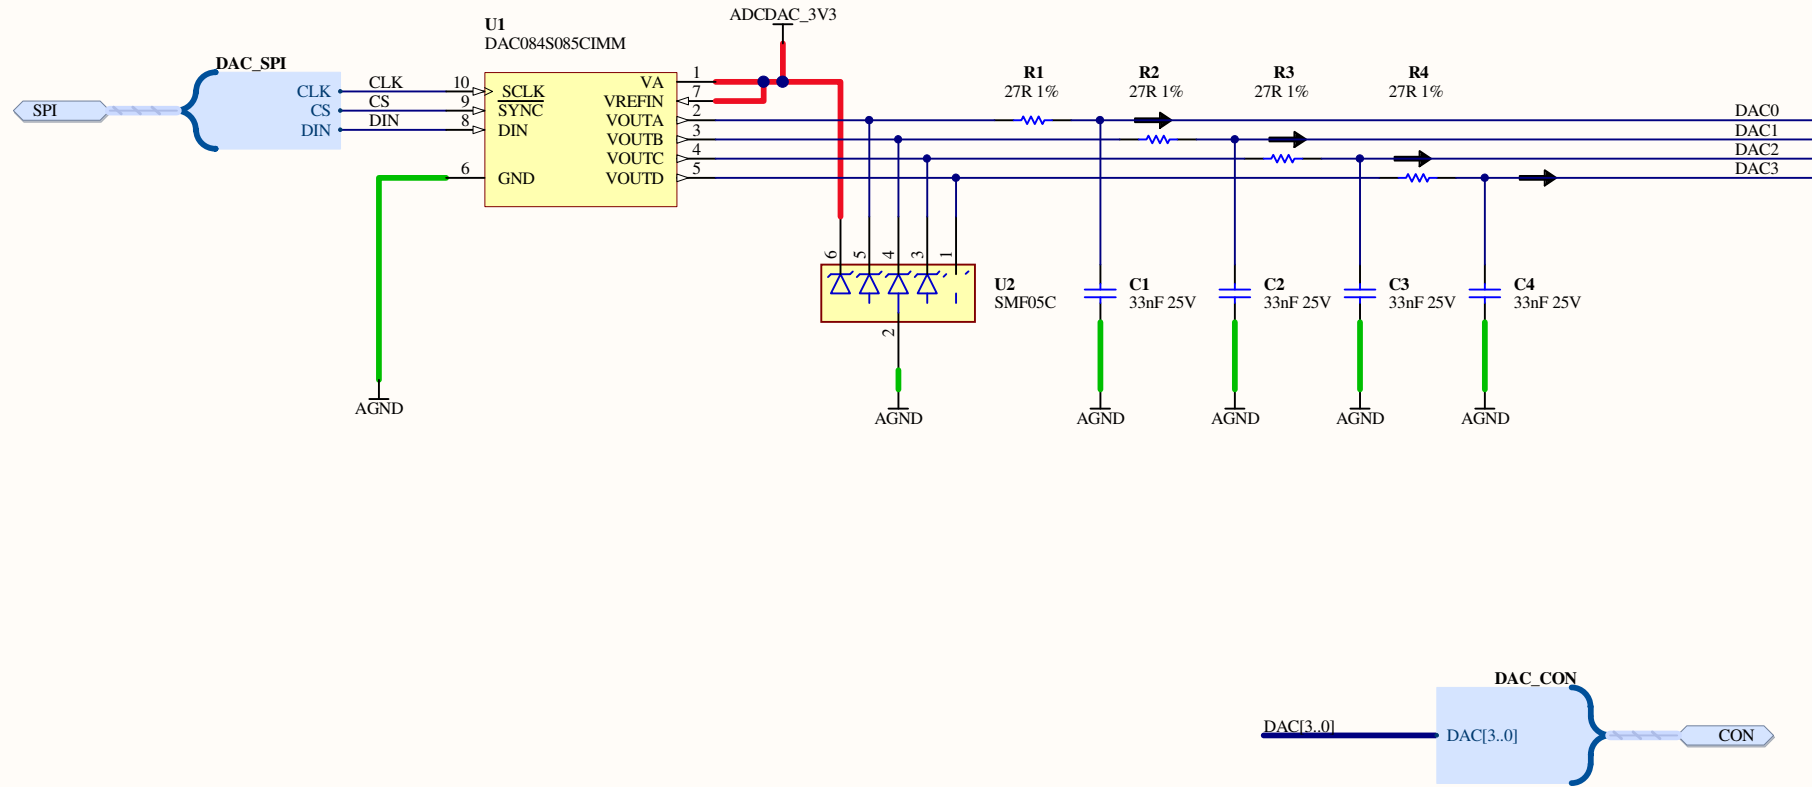 ADCDAC_3V3
U1
DAC084S085CIMM
DAC_SPI
SPI
CLK
CS
DIN
CLK
CS
DIN
10
9
8
6
SCLK
SYNC
DIN
GND
VA
VREFIN
VOUTA
VOUTB
VOUTC
VOUTD
1
7
2
3
4
5
R1
27R 1%
R2
27R 1%
R3
27R 1%
R4
27R 1%
DAC0
DAC1
DAC2
DAC3
6
5
4
3
1
2
U2
SMF05C
C1
33nF 25V
C2
33nF 25V
C3
33nF 25V
C4
33nF 25V
AGND
AGND
AGND
AGND
AGND
AGND
DAC_CON
DAC[3..0]
DAC[3..0]
CON